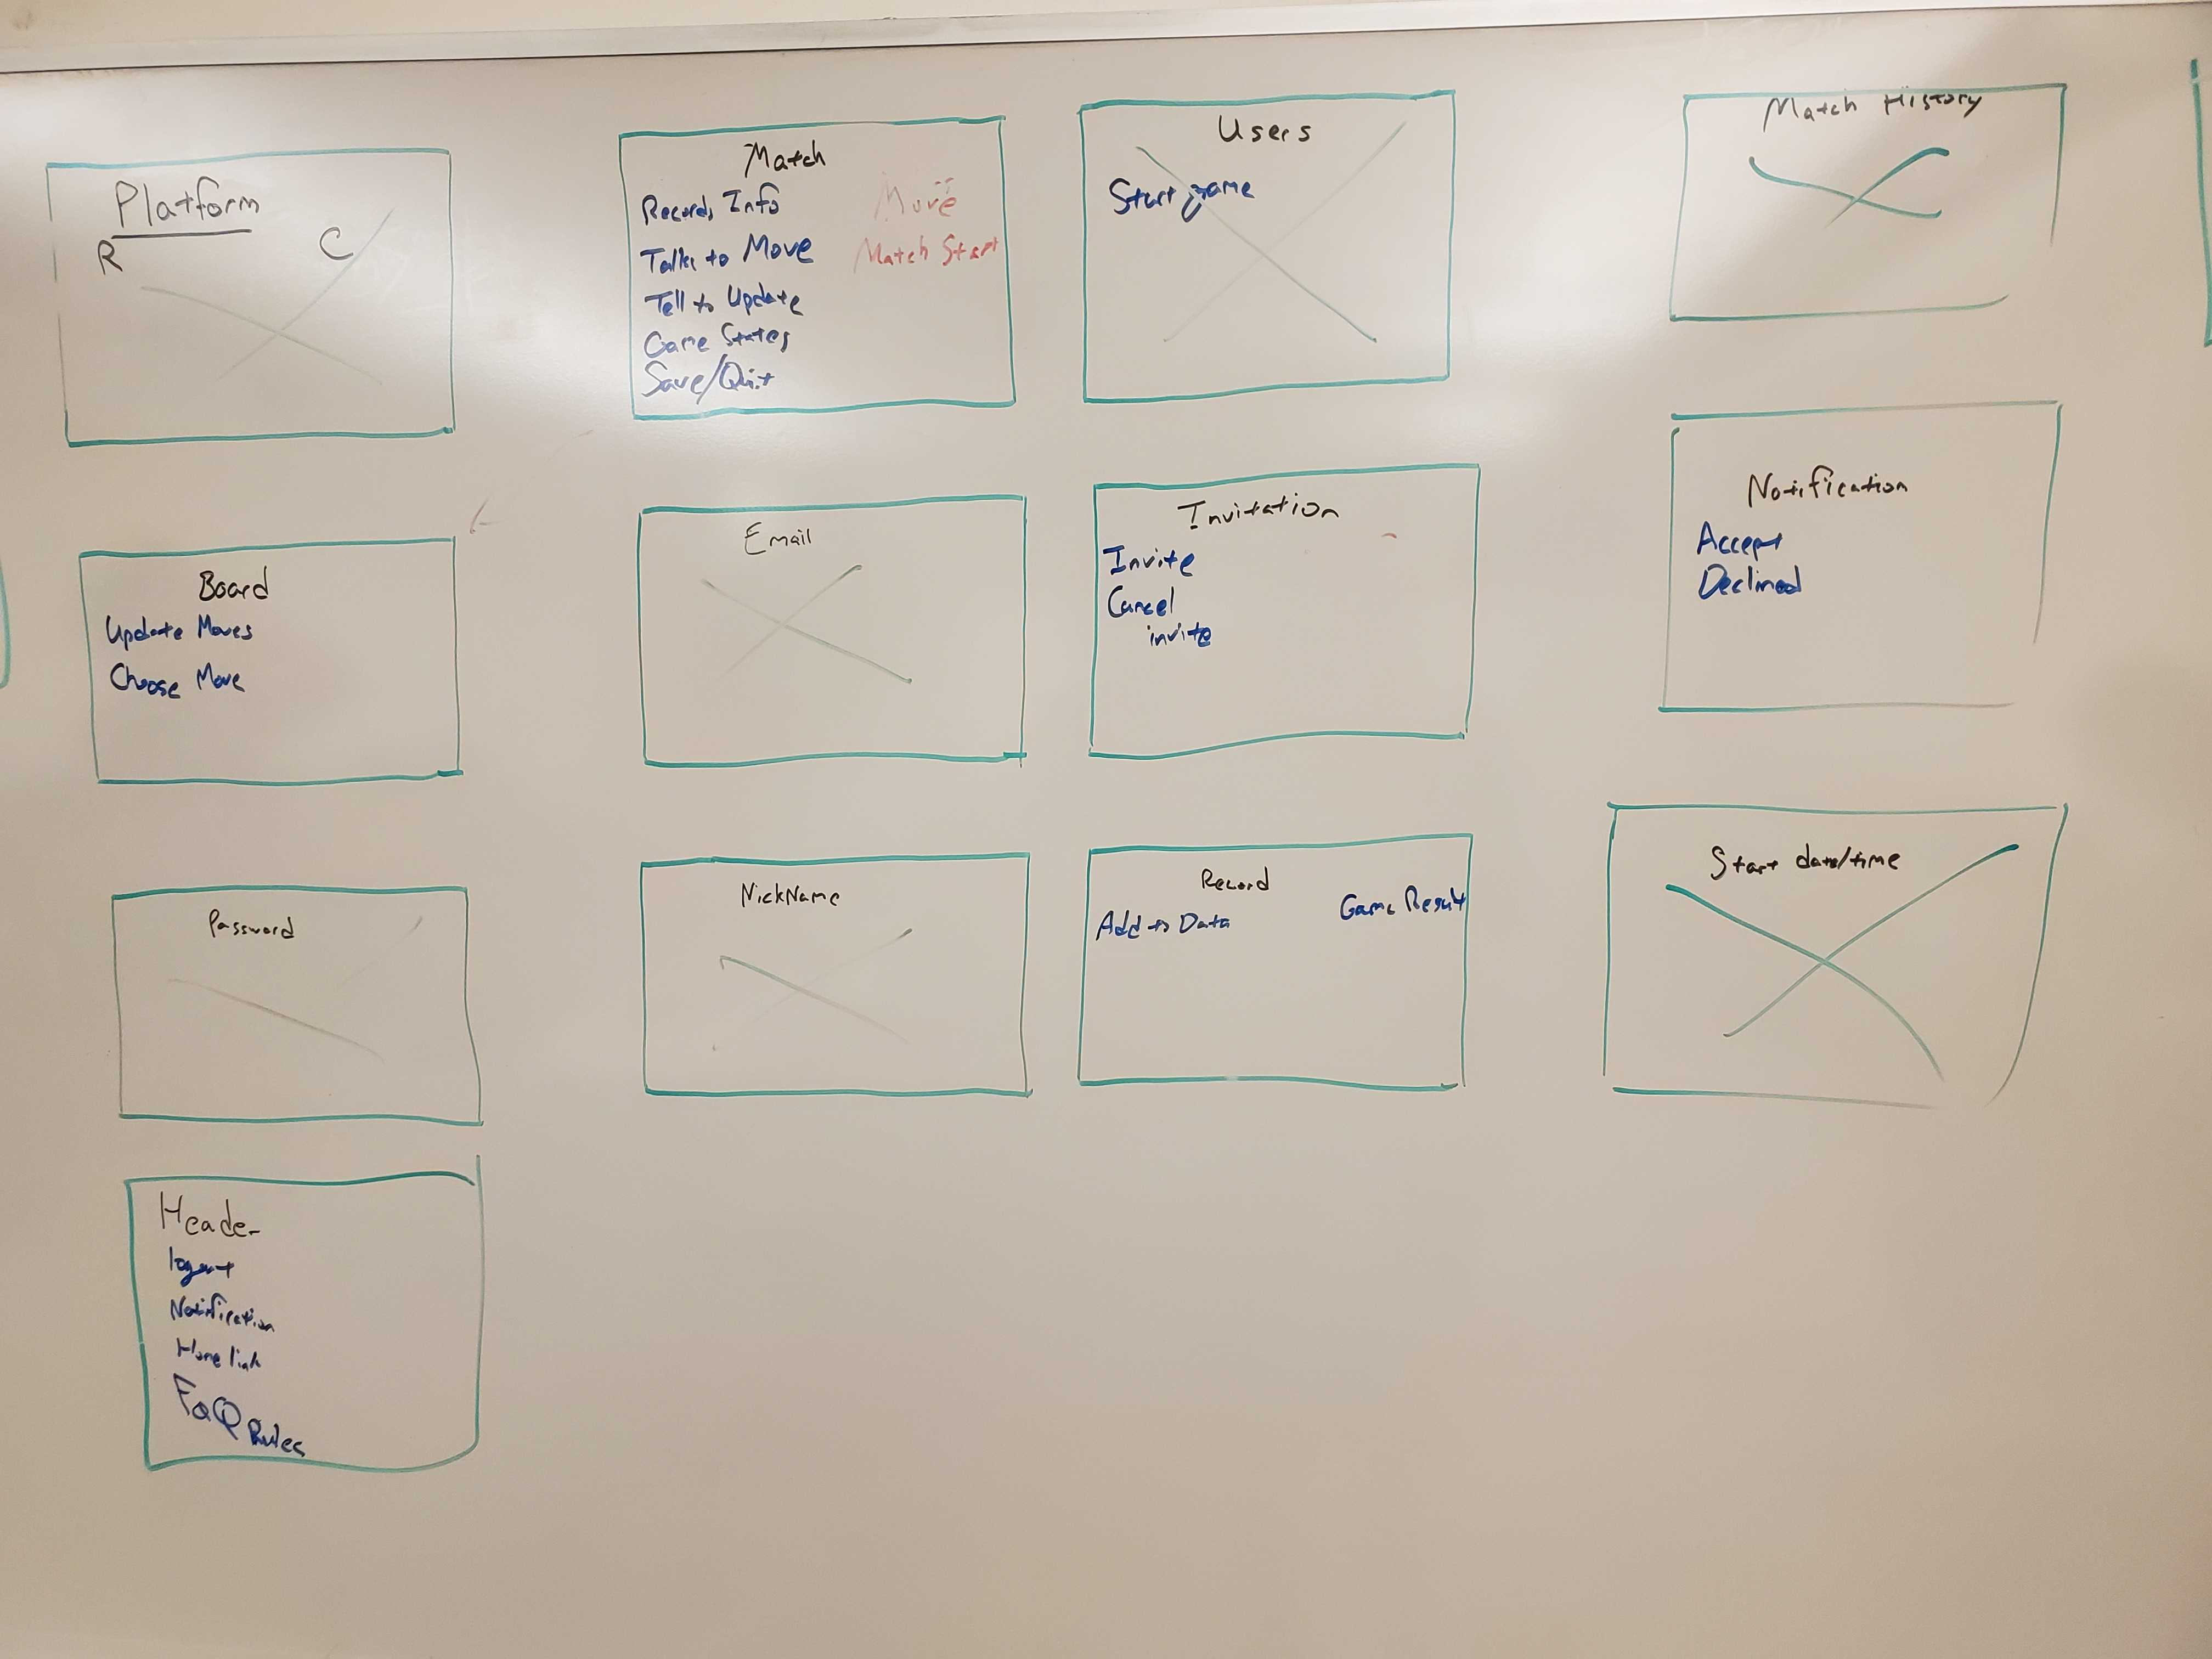 Platform
R
C
Match
Records Info
Move
Talks to Move
Match Start
Tell to Update
Game States
Save/Quit
Users
Start game
Match History
Board
Update Moves
Choose Move
Email
Invitation
Invite
Cancel
invite
Notification
Accept
Declined
Password
NickName
Record
Add to Data
Game Result
Start date/time
Header
logout
Notification
Home link
FaQ Rules